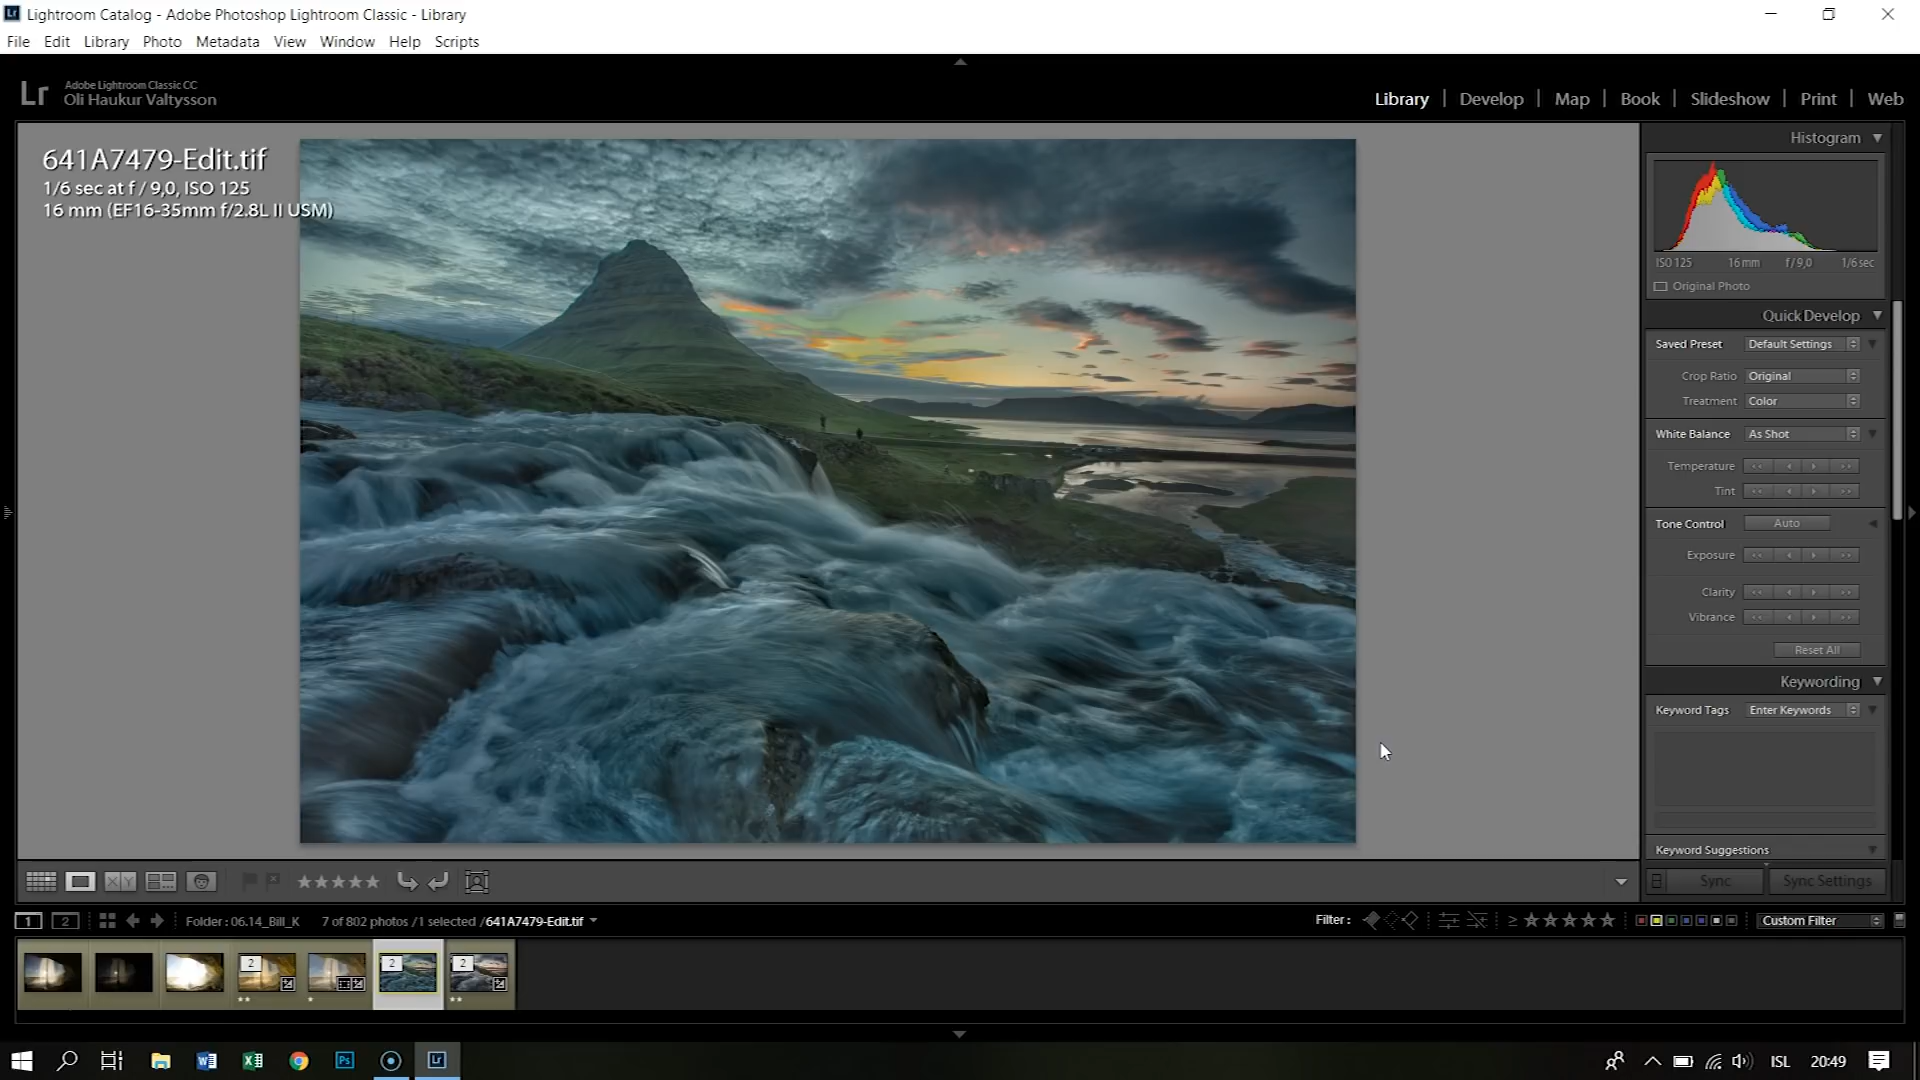 Lightroom Catalog - Adobe Photoshop Lightroom Classic - Library
File Edit Library Photo Metadata View Window Help Scripts
Lr Adobe Lightroom Classic CC
Oli Haukur Valtysson
Library | Develop | Map | Book | Slideshow | Print | Web
641A7479-Edit.tif
1/6 sec at f / 9,0, ISO 125
16 mm (EF16-35mm f/2.8L II USM)
Histogram
ISO 125 16 mm f / 9,0 1/6 sec
Original Photo
Quick Develop
Saved Preset Default Settings
Crop Ratio Original
Treatment Color
White Balance As Shot
Temperature
Tint
Tone Control Auto
Exposure
Clarity
Vibrance
Reset All
Keywording
Keyword Tags Enter Keywords
Keyword Suggestions
X Y
Sync Sync Settings
1 2 Folder : 06.14_Bill_K 7 of 802 photos / 1 selected / 641A7479-Edit.tif Filter : ≥ Custom Filter
2 2 2
Ps Lr ISL 20:49